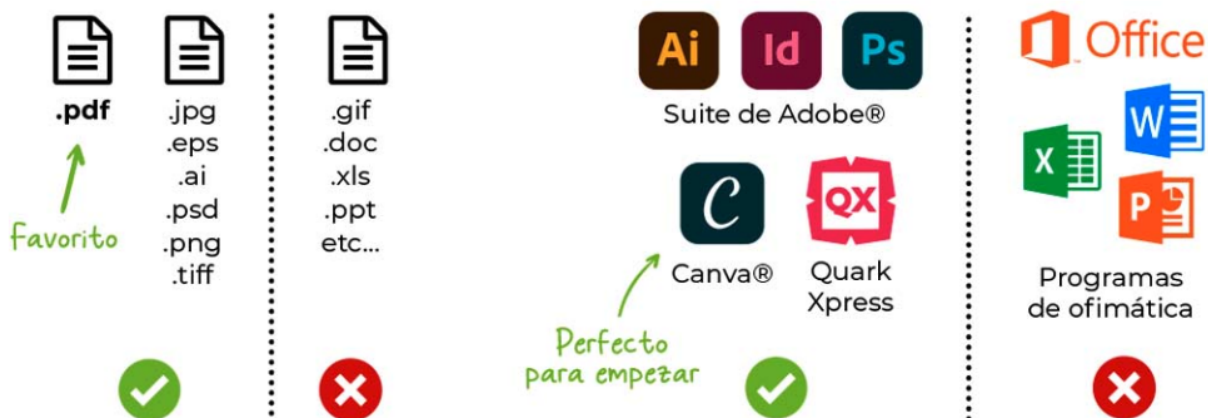 .pdf
Favorito
.jpg
.eps
.ai
.psd
.png
.tiff
.gif
.doc
.xls
.ppt
etc...
Ai
Id
Ps
Suite de Adobe®
C
Canva®
QX
Quark
Xpress
Perfecto
para empezar
Office
W
X
P
Programas
de ofimática